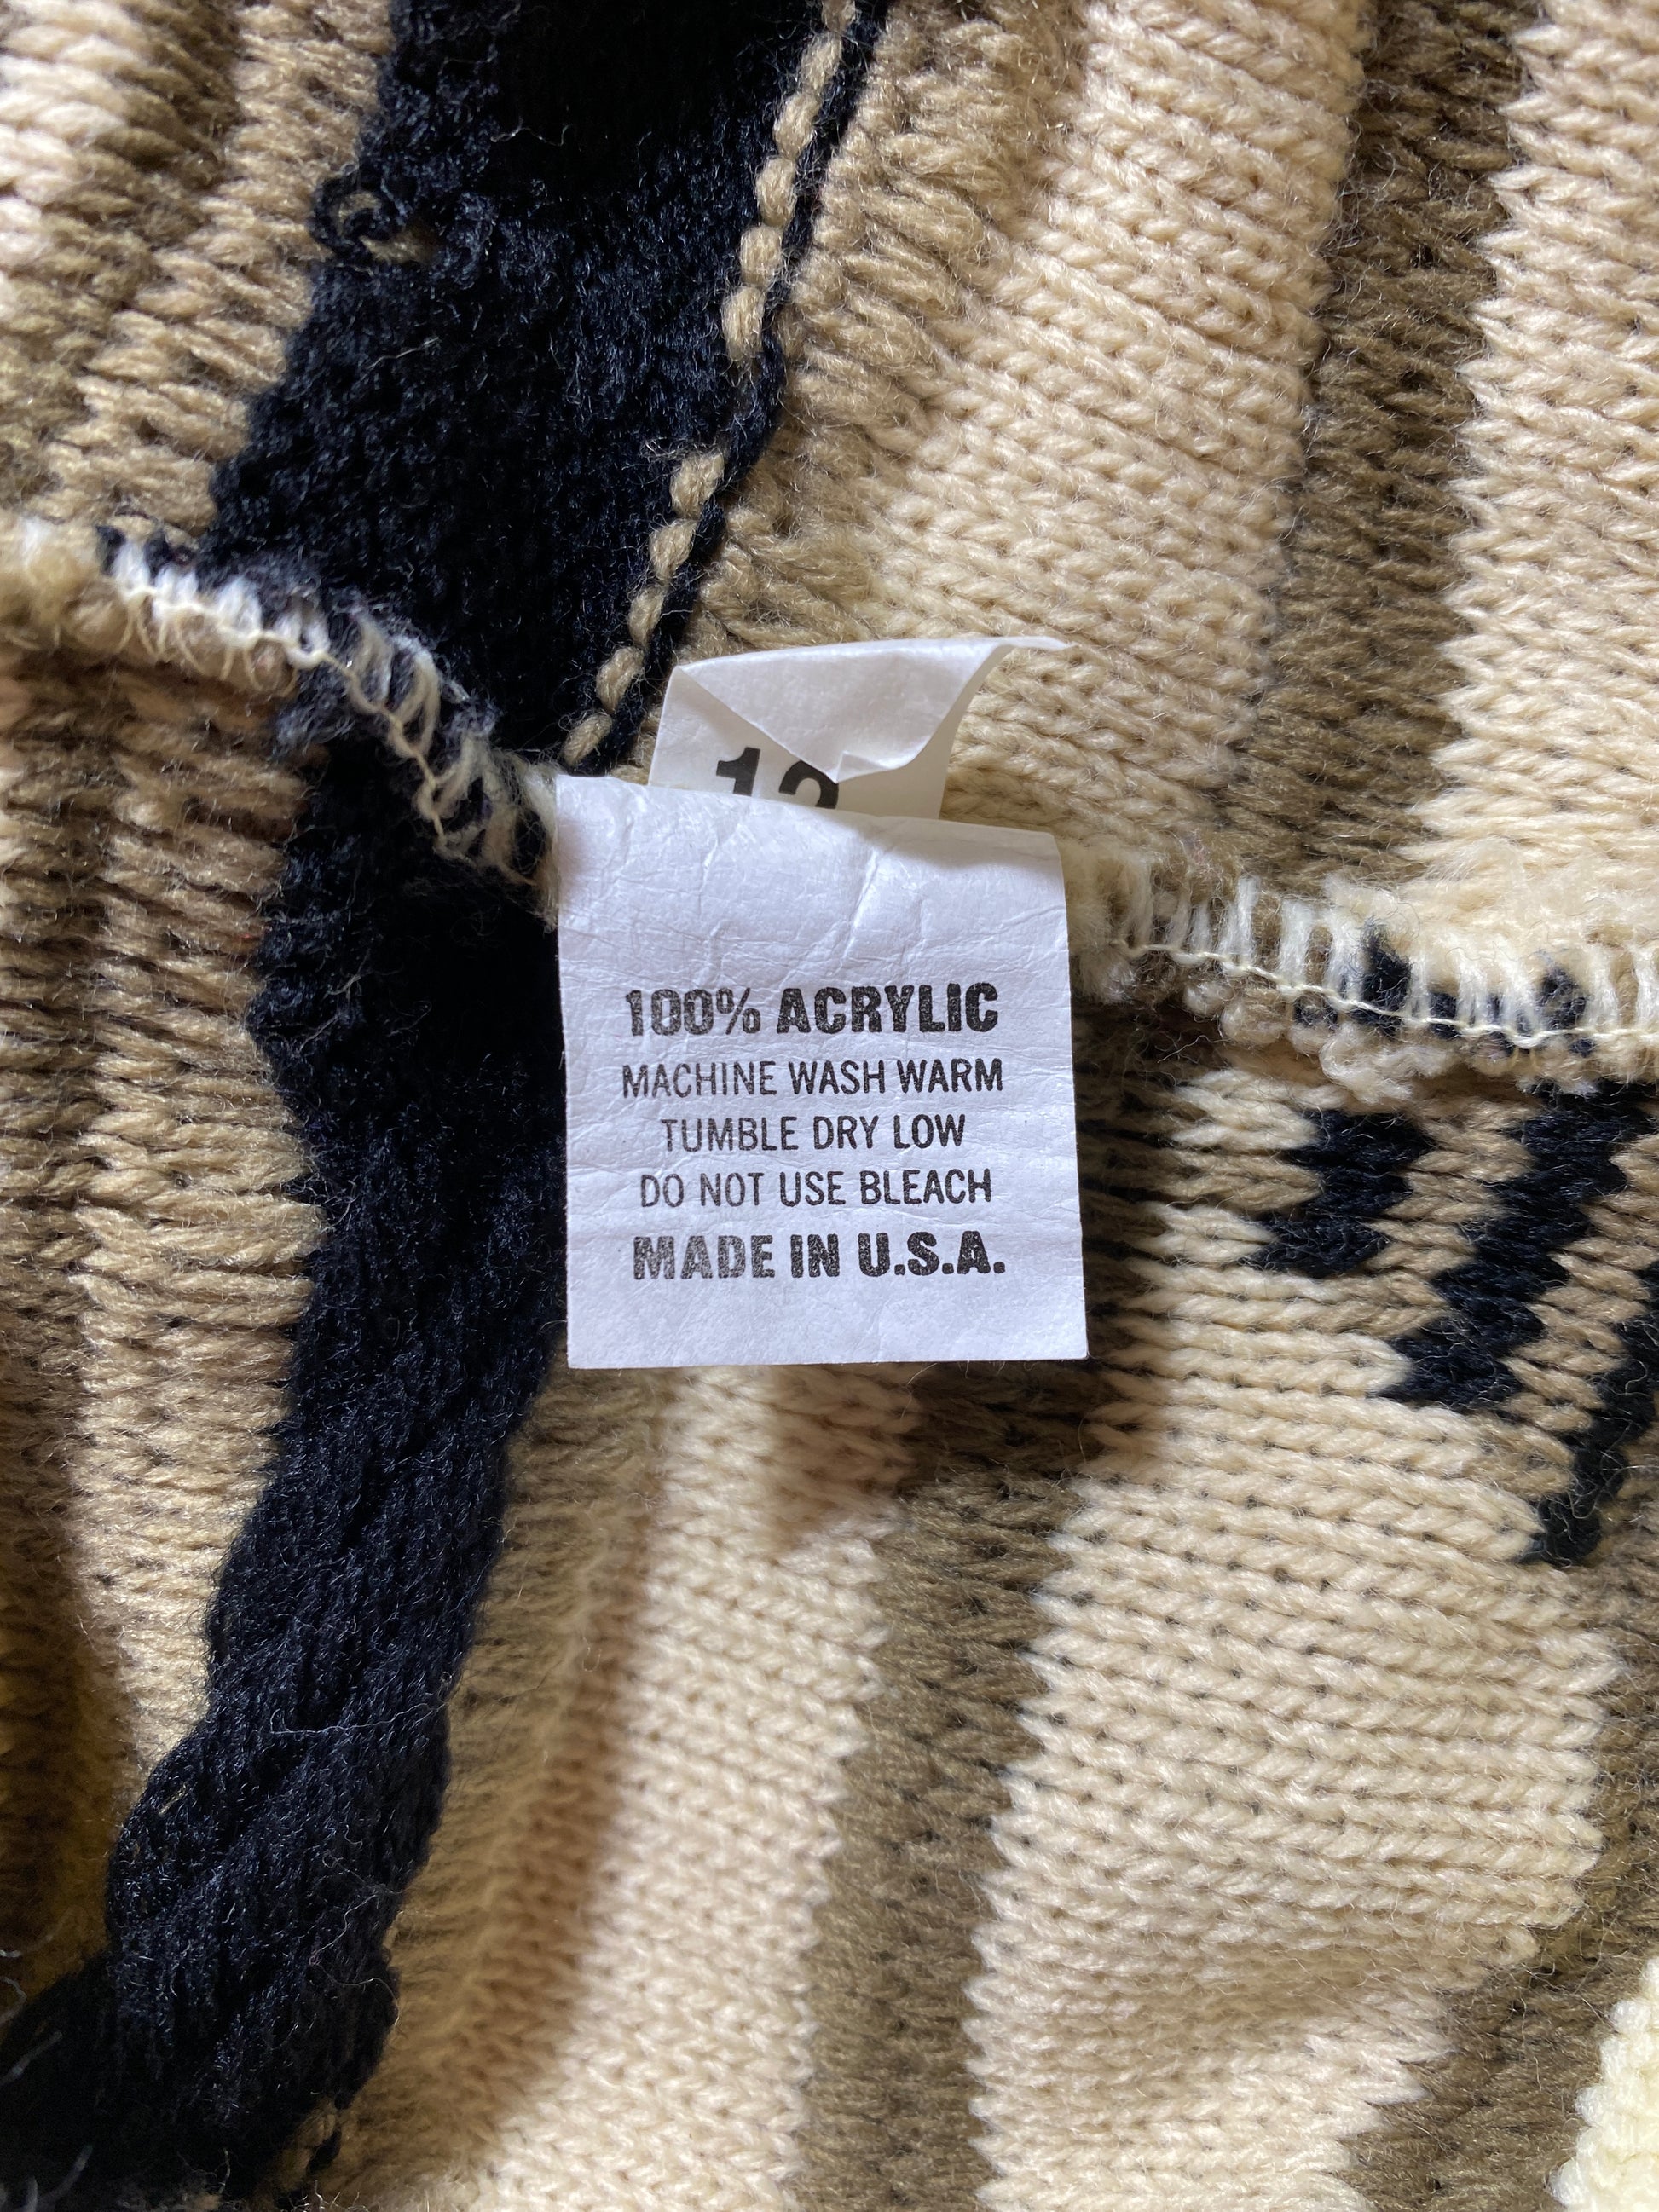 100% ACRYLIC
MACHINE WASH WARM
TUMBLE DRY LOW
DO NOT USE BLEACH
MADE IN U.S.A.